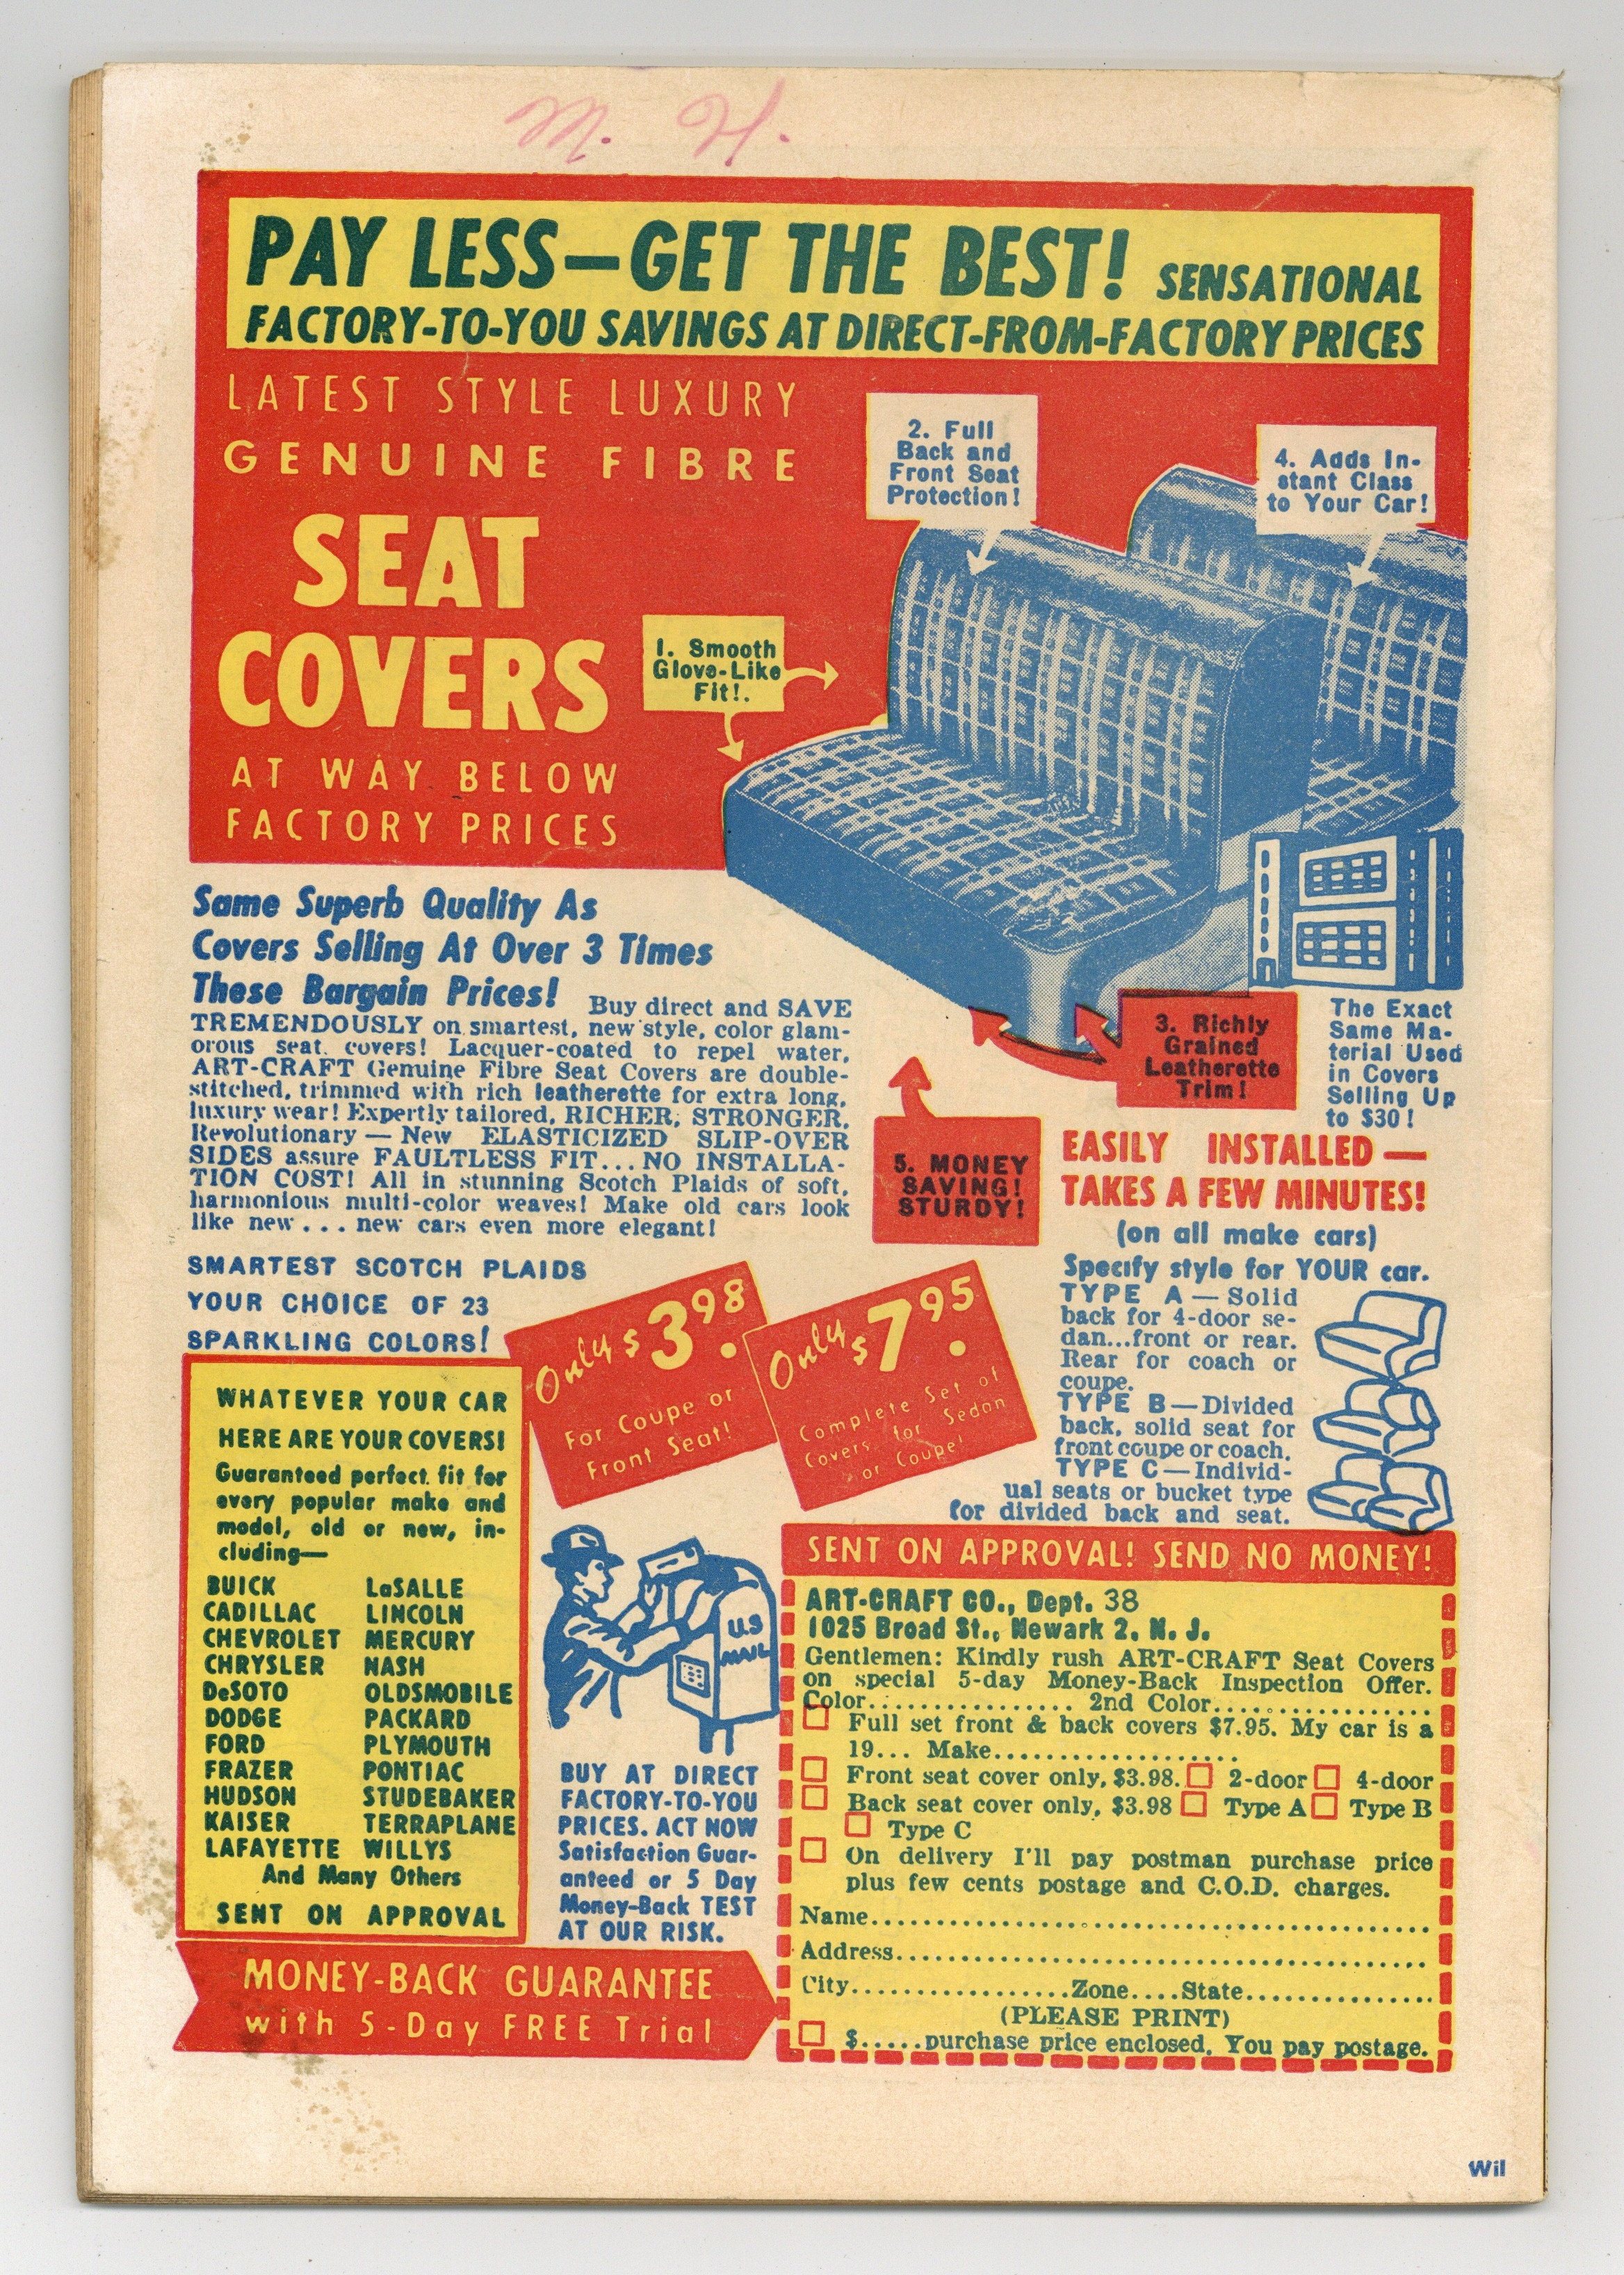 M. H.
PAY LESS—GET THE BEST! SENSATIONAL
FACTORY-TO-YOU SAVINGS AT DIRECT-FROM-FACTORY PRICES
LATEST STYLE LUXURY
GENUINE FIBRE
SEAT
COVERS
AT WAY BELOW
FACTORY PRICES
1. Smooth
Glove-Like
Fit!.
2. Full
Back and
Front Seat
Protection!
4. Adds In-
stant Class
to Your Car!
3. Richly
Grained
Leatherette
Trim!
The Exact
Same Ma-
terial Used
in Covers
Selling Up
to $30!
5. MONEY
SAVING!
STURDY!
Same Superb Quality As
Covers Selling At Over 3 Times
These Bargain Prices! Buy direct and SAVE
TREMENDOUSLY on smartest, new style, color glam-
orous seat covers! Lacquer-coated to repel water,
ART-CRAFT Genuine Fibre Seat Covers are double-
stitched, trimmed with rich leatherette for extra long,
luxury wear! Expertly tailored, RICHER, STRONGER,
Revolutionary — New ELASTICIZED SLIP-OVER
SIDES assure FAULTLESS FIT...NO INSTALLA-
TION COST! All in stunning Scotch Plaids of soft,
harmonious multi-color weaves! Make old cars look
like new . . . new cars even more elegant!
SMARTEST SCOTCH PLAIDS
YOUR CHOICE OF 23
SPARKLING COLORS!
Only $3.98
For Coupe or
Front Seat!
Only $7.95
Complete Set of
Covers for Sedan
or Coupe!
EASILY INSTALLED —
TAKES A FEW MINUTES!
(on all make cars)
Specify style for YOUR car.
TYPE A — Solid
back for 4-door se-
dan...front or rear.
Rear for coach or
coupe.
TYPE B—Divided
back, solid seat for
front coupe or coach.
TYPE C—Individ-
ual seats or bucket type
for divided back and seat.
WHATEVER YOUR CAR
HERE ARE YOUR COVERS!
Guaranteed perfect fit for
every popular make and
model, old or new, in-
cluding—
BUICK LaSALLE
CADILLAC LINCOLN
CHEVROLET MERCURY
CHRYSLER NASH
DeSOTO OLDSMOBILE
DODGE PACKARD
FORD PLYMOUTH
FRAZER PONTIAC
HUDSON STUDEBAKER
KAISER TERRAPLANE
LAFAYETTE WILLYS
And Many Others
SENT ON APPROVAL
U.S
MAIL
BUY AT DIRECT
FACTORY-TO-YOU
PRICES. ACT NOW
Satisfaction Guar-
anteed or 5 Day
Money-Back TEST
AT OUR RISK.
MONEY-BACK GUARANTEE
with 5-Day FREE Trial
SENT ON APPROVAL! SEND NO MONEY!
ART-CRAFT CO., Dept. 38
1025 Broad St., Newark 2, N. J.
Gentlemen: Kindly rush ART-CRAFT Seat Covers
on special 5-day Money-Back Inspection Offer.
Color................ 2nd Color..................
Full set front & back covers $7.95. My car is a
19... Make....................
Front seat cover only, $3.98. 2-door 4-door
Back seat cover only, $3.98 Type A Type B
Type C
On delivery I'll pay postman purchase price
plus few cents postage and C.O.D. charges.
Name..................................................
Address...............................................
City....................Zone....State.................
(PLEASE PRINT)
$.....purchase price enclosed. You pay postage.
Wil